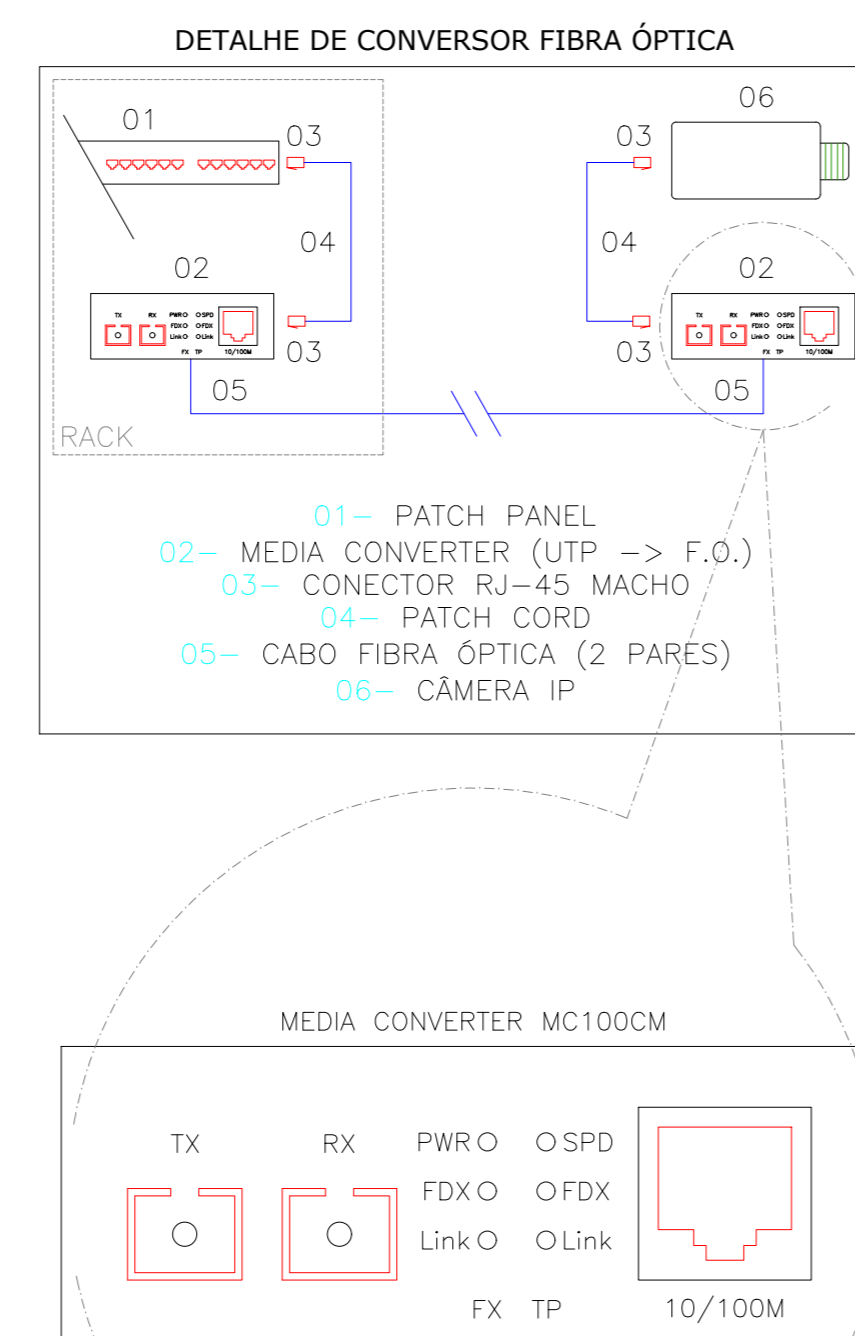 DETALHE DE CONVERSOR FIBRA ÓPTICA
01
03
03
06
04
04
02
02
TX RX PWR SPD
FDX FDX
Link Link
FX TP 10/100M
03
03
TX RX PWR SPD
FDX FDX
Link Link
FX TP 10/100M
05
05
RACK
01- PATCH PANEL
02- MEDIA CONVERTER (UTP -> F.O.)
03- CONECTOR RJ-45 MACHO
04- PATCH CORD
05- CABO FIBRA ÓPTICA (2 PARES)
06- CÂMERA IP
MEDIA CONVERTER MC100CM
TX RX PWR SPD
FDX FDX
Link Link
FX TP 10/100M